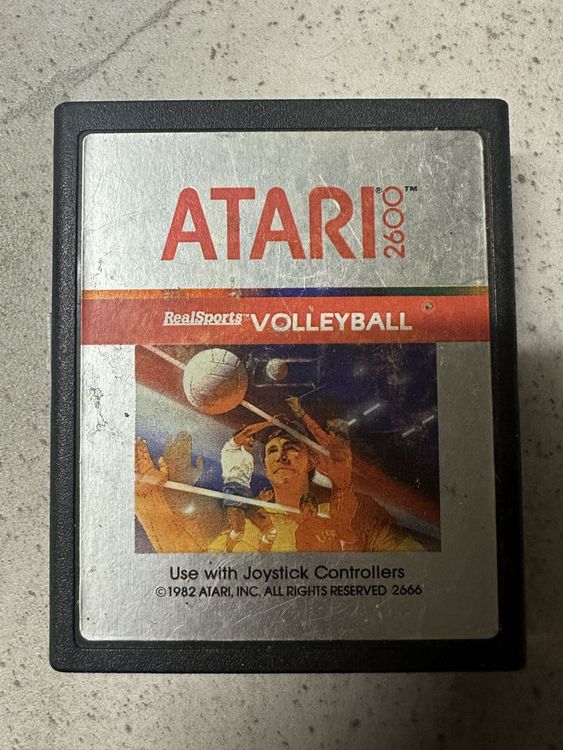 ATARI® 2600™
RealSports™ VOLLEYBALL
Use with Joystick Controllers
©1982 ATARI, INC. ALL RIGHTS RESERVED 2666